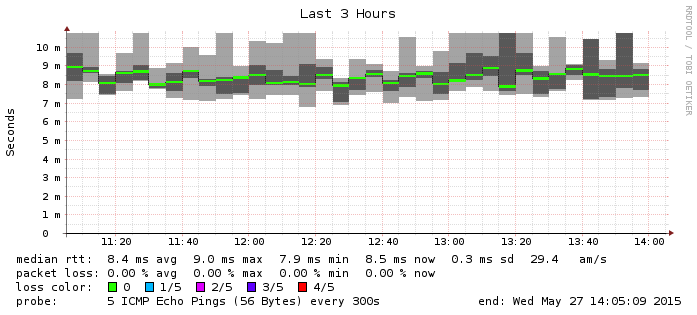 Last 3 Hours
RRDTOOL / TOBI OETIKER
Seconds
10 m
9 m
8 m
7 m
6 m
5 m
4 m
3 m
2 m
1 m
0
11:20 11:40 12:00 12:20 12:40 13:00 13:20 13:40 14:00
median rtt: 8.4 ms avg 9.0 ms max 7.9 ms min 8.5 ms now 0.3 ms sd 29.4 am/s
packet loss: 0.00 % avg 0.00 % max 0.00 % min 0.00 % now
loss color: 0 1/5 2/5 3/5 4/5
probe: 5 ICMP Echo Pings (56 Bytes) every 300s end: Wed May 27 14:05:09 2015